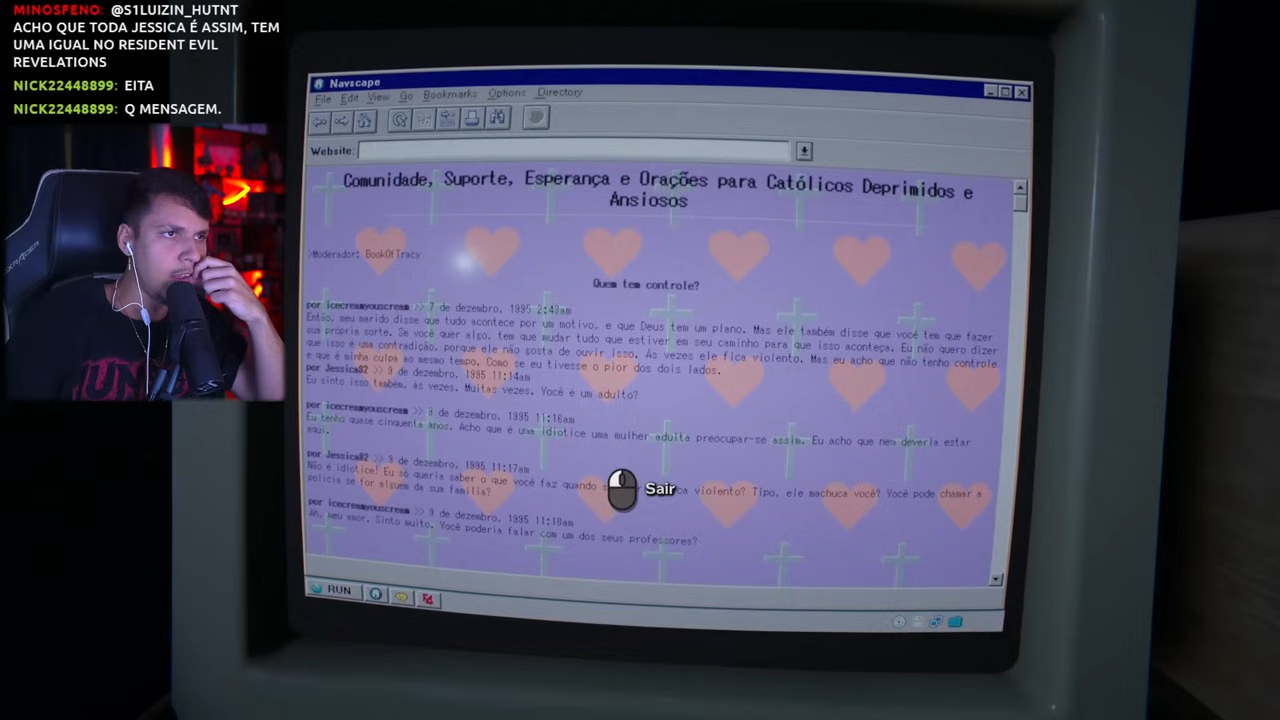 MINOSFENO: @S1LUIZIN_HUTNT
ACHO QUE TODA JESSICA É ASSIM, TEM
UMA IGUAL NO RESIDENT EVIL
REVELATIONS
NICK22448899: EITA
NICK22448899: Q MENSAGEM.
Navscape
File Edit View Go Bookmarks Options Directory
Website:
Comunidade, Suporte, Esperança e Orações para Católicos Deprimidos e
Ansiosos
>Moderador: BookOfTracy
Quem tem controle?
por icecreamyouscream >> 7 de dezembro, 1995 2:43am
Então, meu marido disse que tudo acontece por um motivo, e que Deus tem um plano. Mas ele também disse que você tem que fazer
sua própria sorte. Se você quer algo, tem que mudar tudo que estiver em seu caminho para que isso aconteça. Eu não quero dizer
que isso é uma contradição, porque ele não gosta de ouvir isso. Às vezes ele fica violento. Mas eu acho que não tenho controle
e que é minha culpa ao mesmo tempo. Como se eu tivesse o pior dos dois lados.
por Jessica82 >> 9 de dezembro, 1995 11:14am
Eu sinto isso também, às vezes. Muitas vezes. Você é um adulto?
por icecreamyouscream >> 9 de dezembro, 1995 11:16am
Eu tenho quase cinquenta anos. Acho que é uma idiotice uma mulher adulta preocupar-se assim. Eu acho que nem deveria estar
aqui.
por Jessica82 >> 9 de dezembro, 1995 11:17am
Não é idiotice! Eu só queria saber o que você faz quando ca violento? Tipo, ele machuca você? Você pode chamar a
polícia se for alguém da sua família?
Sair
por icecreamyouscream >> 9 de dezembro, 1995 11:19am
Ah, meu amor. Sinto muito. Você poderia falar com um dos seus professores?
RUN